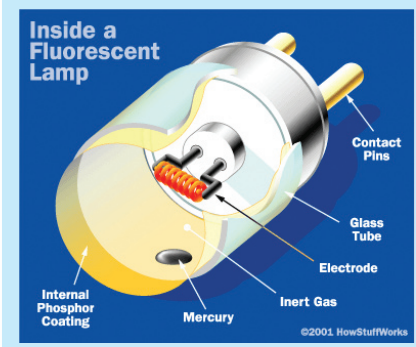 Inside a
Fluorescent
Lamp
Contact
Pins
Glass
Tube
Electrode
Inert Gas
Mercury
Internal
Phosphor
Coating
©2001 HowStuffWorks